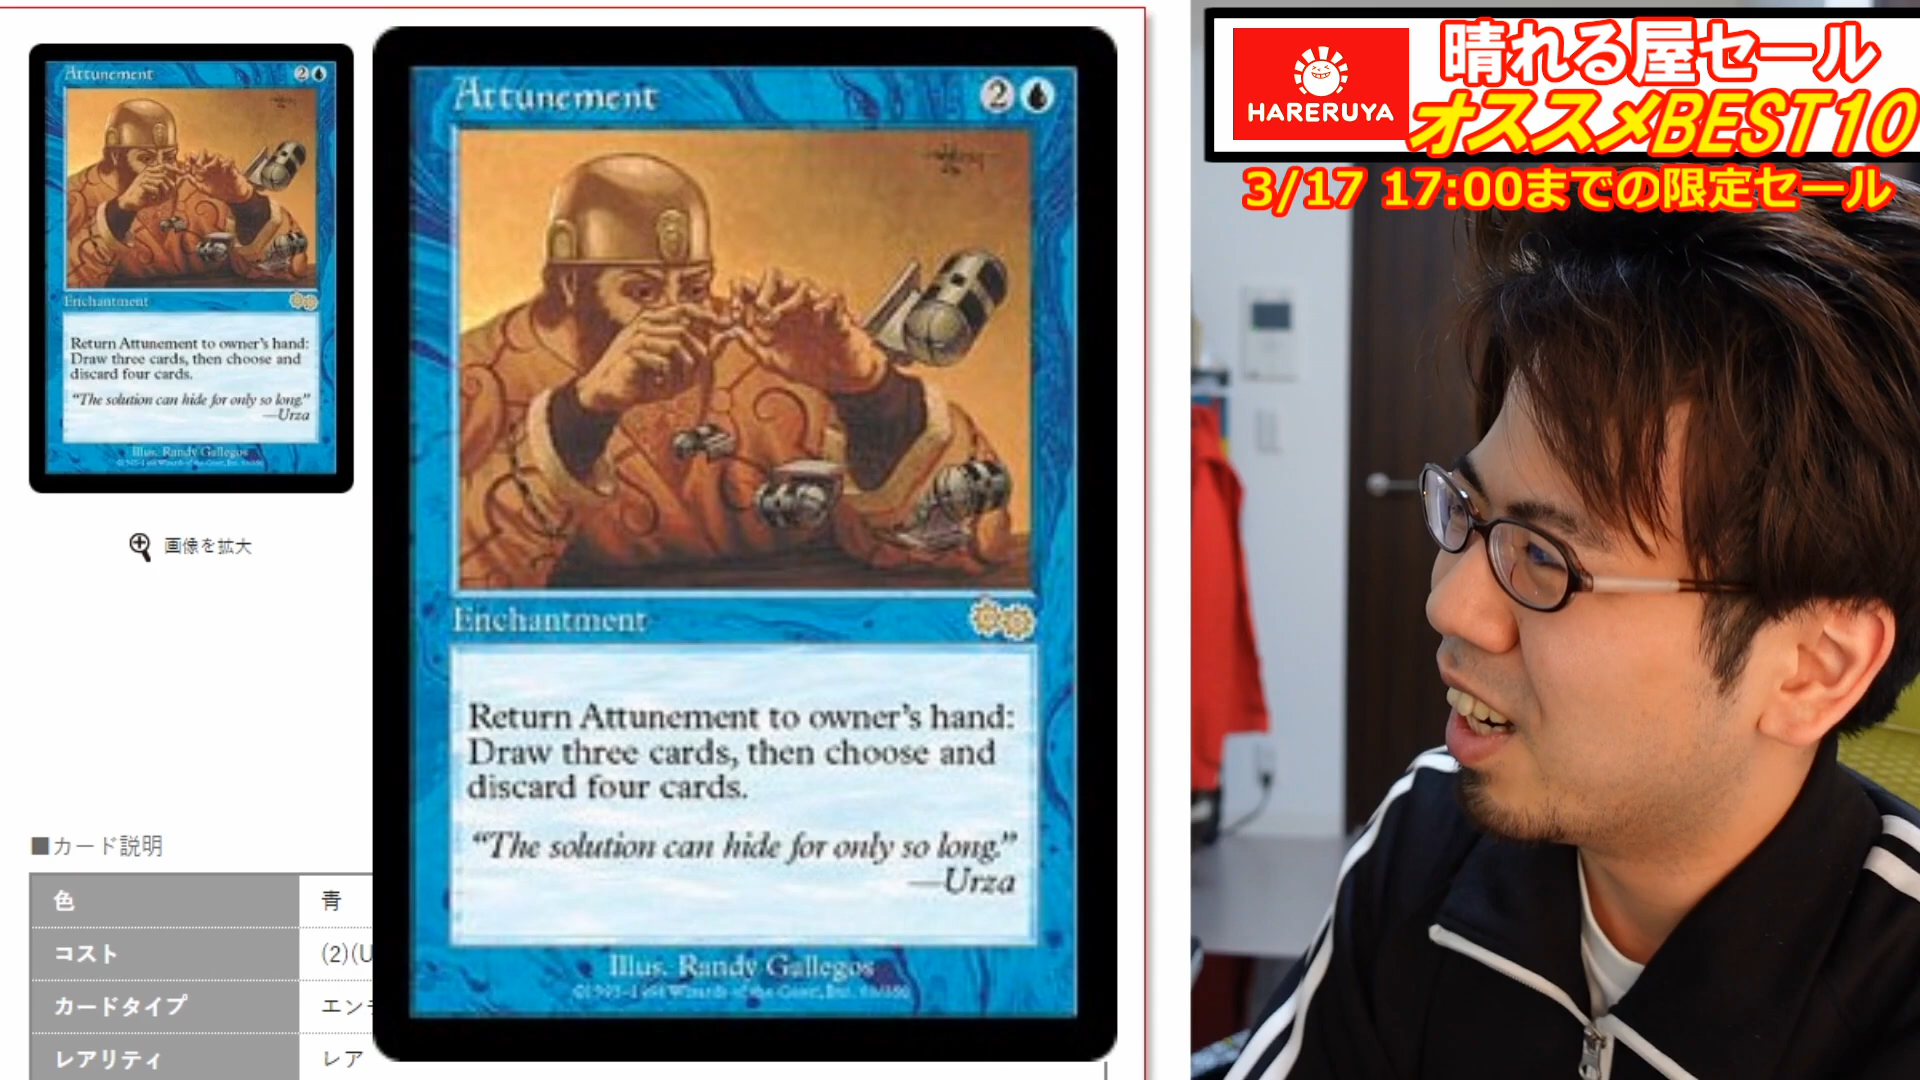 Attunement
2
Enchantment
Return Attunement to owner's hand:
Draw three cards, then choose and
discard four cards.
"The solution can hide for only so long."
—Urza
Illus. Randy Gallegos
画像を拡大
■カード説明
色 青
コスト (2)(U
カードタイプ エン
レアリティ レア
Attunement
2
Enchantment
Return Attunement to owner's hand:
Draw three cards, then choose and
discard four cards.
"The solution can hide for only so long."
—Urza
Illus. Randy Gallegos
HARERUYA
晴れる屋セール
オススメBEST10
3/17 17:00までの限定セール